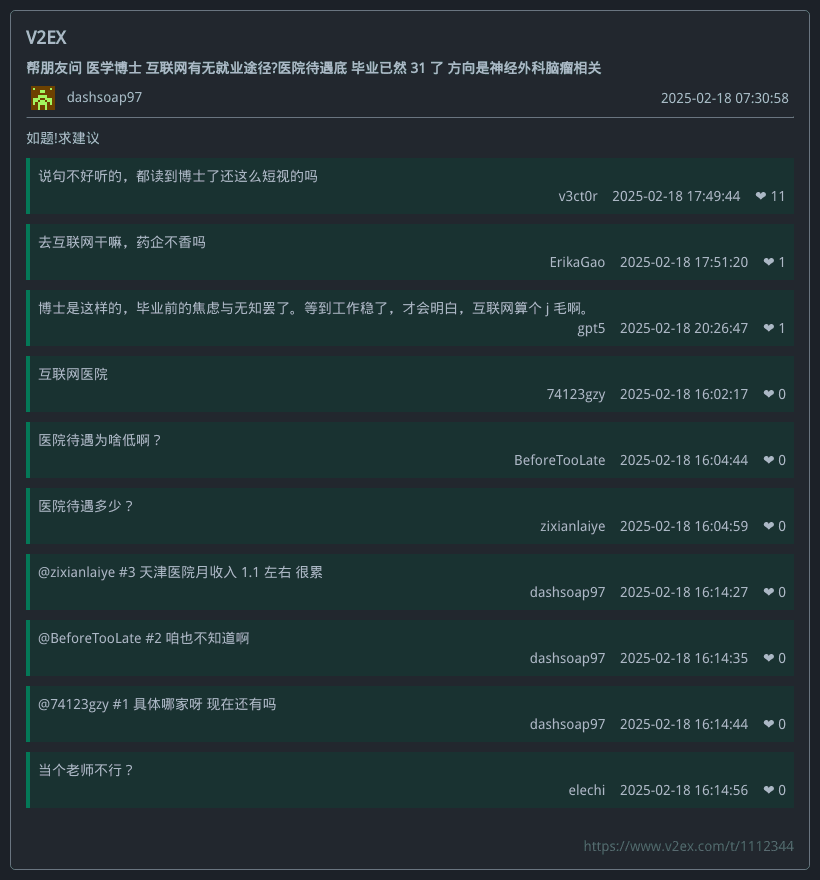 V2EX
帮朋友问 医学博士 互联网有无就业途径?医院待遇底 毕业已然 31 了 方向是神经外科脑瘤相关
dashsoap97
2025-02-18 07:30:58
如题!求建议
说句不好听的，都读到博士了还这么短视的吗
v3ct0r 2025-02-18 17:49:44 ❤ 11
去互联网干嘛，药企不香吗
ErikaGao 2025-02-18 17:51:20 ❤ 1
博士是这样的，毕业前的焦虑与无知罢了。等到工作稳了，才会明白，互联网算个 j 毛啊。
gpt5 2025-02-18 20:26:47 ❤ 1
互联网医院
74123gzy 2025-02-18 16:02:17 ❤ 0
医院待遇为啥低啊？
BeforeTooLate 2025-02-18 16:04:44 ❤ 0
医院待遇多少？
zixianlaiye 2025-02-18 16:04:59 ❤ 0
@zixianlaiye #3 天津医院月收入 1.1 左右 很累
dashsoap97 2025-02-18 16:14:27 ❤ 0
@BeforeTooLate #2 咱也不知道啊
dashsoap97 2025-02-18 16:14:35 ❤ 0
@74123gzy #1 具体哪家呀 现在还有吗
dashsoap97 2025-02-18 16:14:44 ❤ 0
当个老师不行？
elechi 2025-02-18 16:14:56 ❤ 0
https://www.v2ex.com/t/1112344